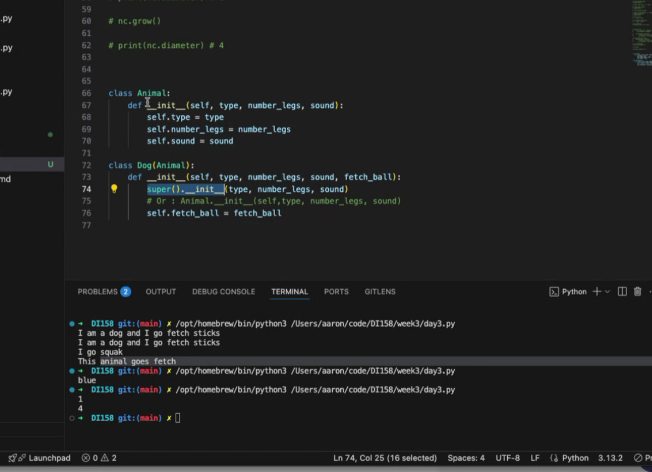 .py
.py
.py
U
md
59
60 # nc.grow()
61
62 # print(nc.diameter) # 4
63
64
65
66 class Animal:
67 def __init__(self, type, number_legs, sound):
68 self.type = type
69 self.number_legs = number_legs
70 self.sound = sound
71
72 class Dog(Animal):
73 def __init__(self, type, number_legs, sound, fetch_ball):
74 super().__init__(type, number_legs, sound)
75 # Or : Animal.__init__(self,type, number_legs, sound)
76 self.fetch_ball = fetch_ball
77
PROBLEMS 2 OUTPUT DEBUG CONSOLE TERMINAL PORTS GITLENS Python
➜ DI158 git:(main) ✗ /opt/homebrew/bin/python3 /Users/aaron/code/DI158/week3/day3.py
I am a dog and I go fetch sticks
I am a dog and I go fetch sticks
I go squak
This animal goes fetch
➜ DI158 git:(main) ✗ /opt/homebrew/bin/python3 /Users/aaron/code/DI158/week3/day3.py
blue
➜ DI158 git:(main) ✗ /opt/homebrew/bin/python3 /Users/aaron/code/DI158/week3/day3.py
1
4
➜ DI158 git:(main) ✗
Launchpad 0 2 Ln 74, Col 25 (16 selected) Spaces: 4 UTF-8 LF Python 3.13.2